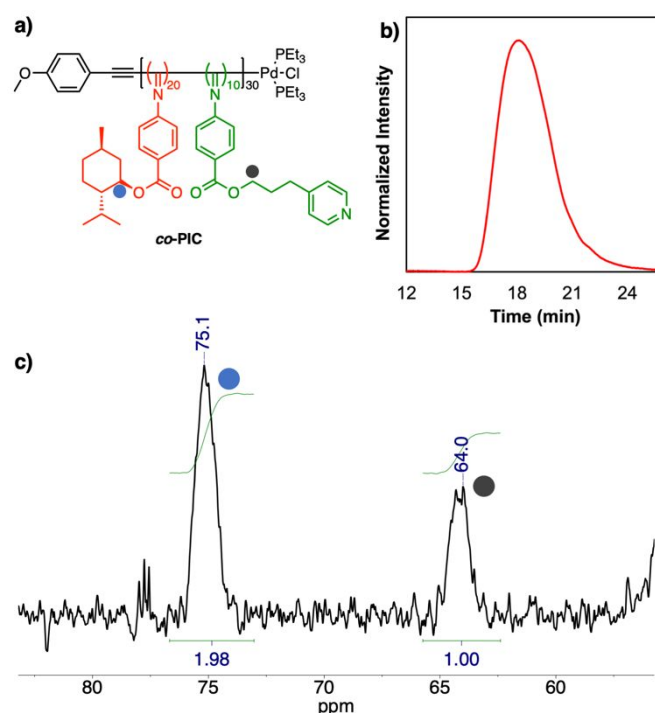 a)
PEt3
O
[
( )20
( )10
]30
Pd
Cl
N
N
PEt3
O
O
O
O
N
co-PIC
b)
Normalized Intensity
12 15 18 21 24
Time (min)
c)
75.1
64.0
1.98
1.00
80 75 70 65 60
ppm